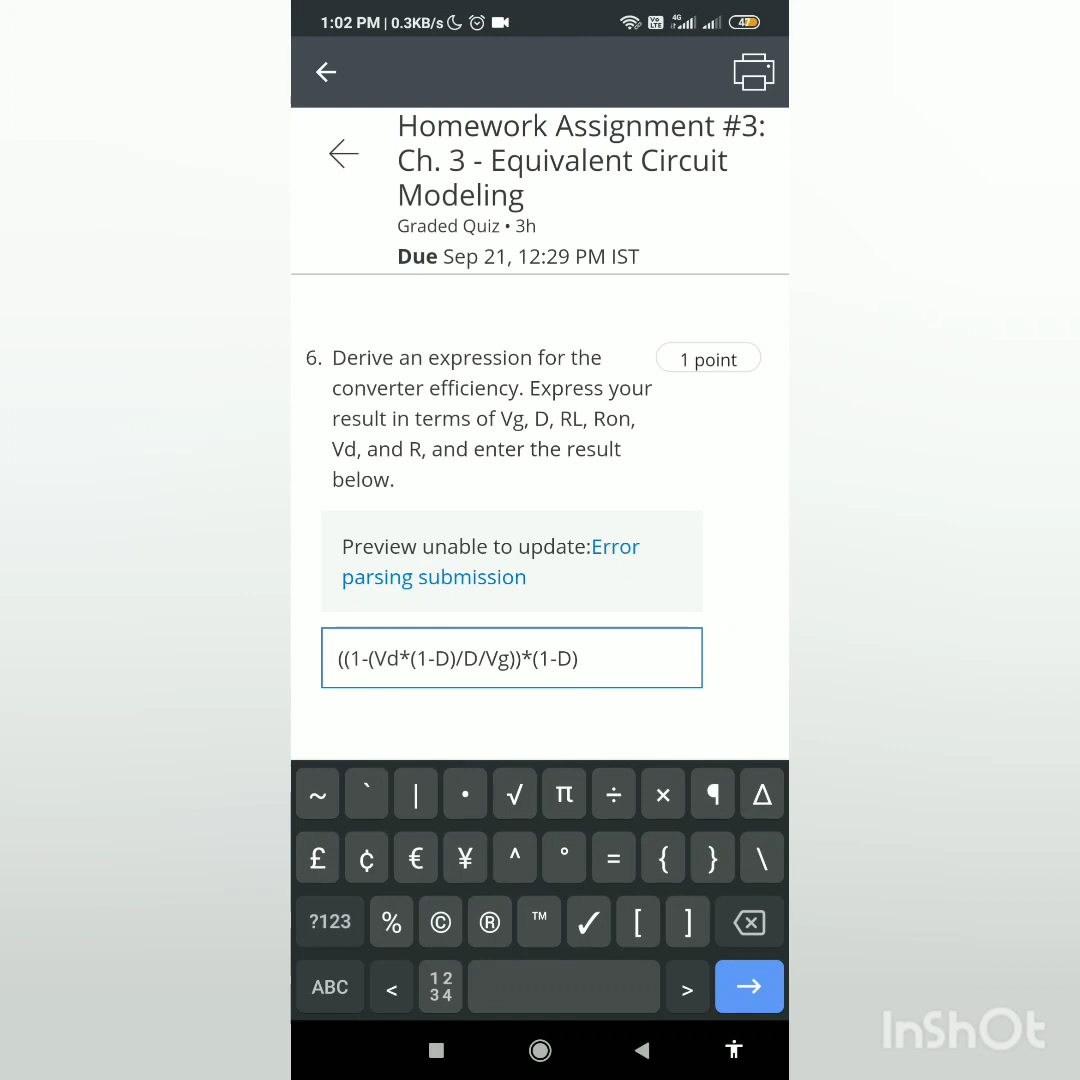 1:02 PM | 0.3KB/s
Vo LTE 4G 47
Homework Assignment #3:
Ch. 3 - Equivalent Circuit
Modeling
Graded Quiz • 3h
Due Sep 21, 12:29 PM IST
6. Derive an expression for the 1 point
converter efficiency. Express your
result in terms of Vg, D, RL, Ron,
Vd, and R, and enter the result
below.
Preview unable to update:Error
parsing submission
((1-(Vd*(1-D)/D/Vg))*(1-D)
~ ` | • √ π ÷ × ¶ Δ
£ ¢ € ¥ ^ ° = { } \
?123 % © ® ™ ✓ [ ]
ABC < 12 34 >
InShOt